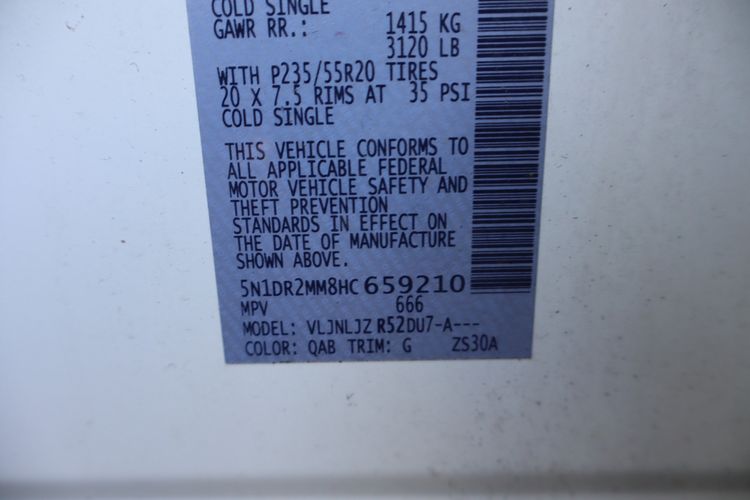 COLD SINGLE
GAWR RR.: 1415 KG
3120 LB
WITH P235/55R20 TIRES
20 X 7.5 RIMS AT 35 PSI
COLD SINGLE
THIS VEHICLE CONFORMS TO
ALL APPLICABLE FEDERAL
MOTOR VEHICLE SAFETY AND
THEFT PREVENTION
STANDARDS IN EFFECT ON
THE DATE OF MANUFACTURE
SHOWN ABOVE.
5N1DR2MM8HC 659210
MPV 666
MODEL: VLJNLJZ R52DU7-A---
COLOR: QAB TRIM: G ZS30A